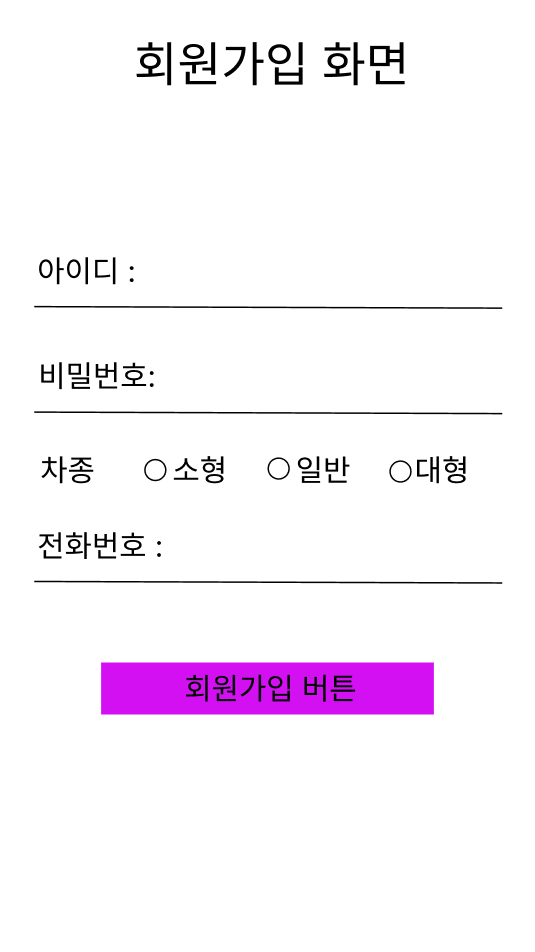 회원가입 화면
아이디 :
비밀번호:
차종 ○ 소형 ○ 일반 ○ 대형
전화번호 :
회원가입 버튼